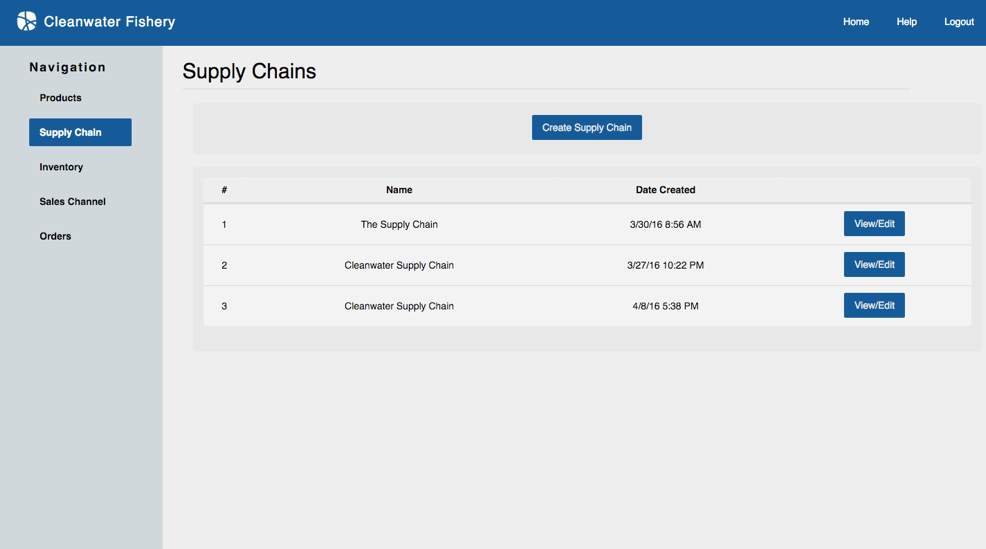 Cleanwater Fishery
Home Help Logout
Navigation
Products
Supply Chain
Inventory
Sales Channel
Orders
Supply Chains
Create Supply Chain
# Name Date Created
1 The Supply Chain 3/30/16 8:56 AM View/Edit
2 Cleanwater Supply Chain 3/27/16 10:22 PM View/Edit
3 Cleanwater Supply Chain 4/8/16 5:38 PM View/Edit